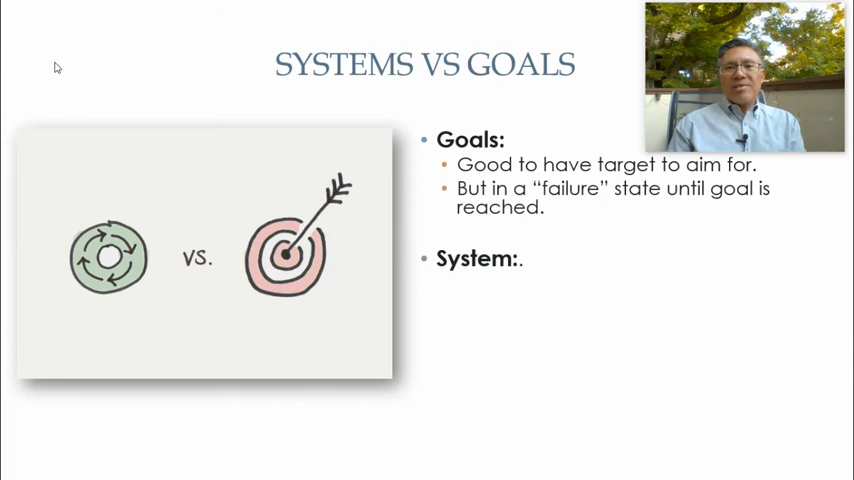 SYSTEMS VS GOALS
vs.
• Goals:
• Good to have target to aim for.
• But in a “failure” state until goal is
reached.
• System:.